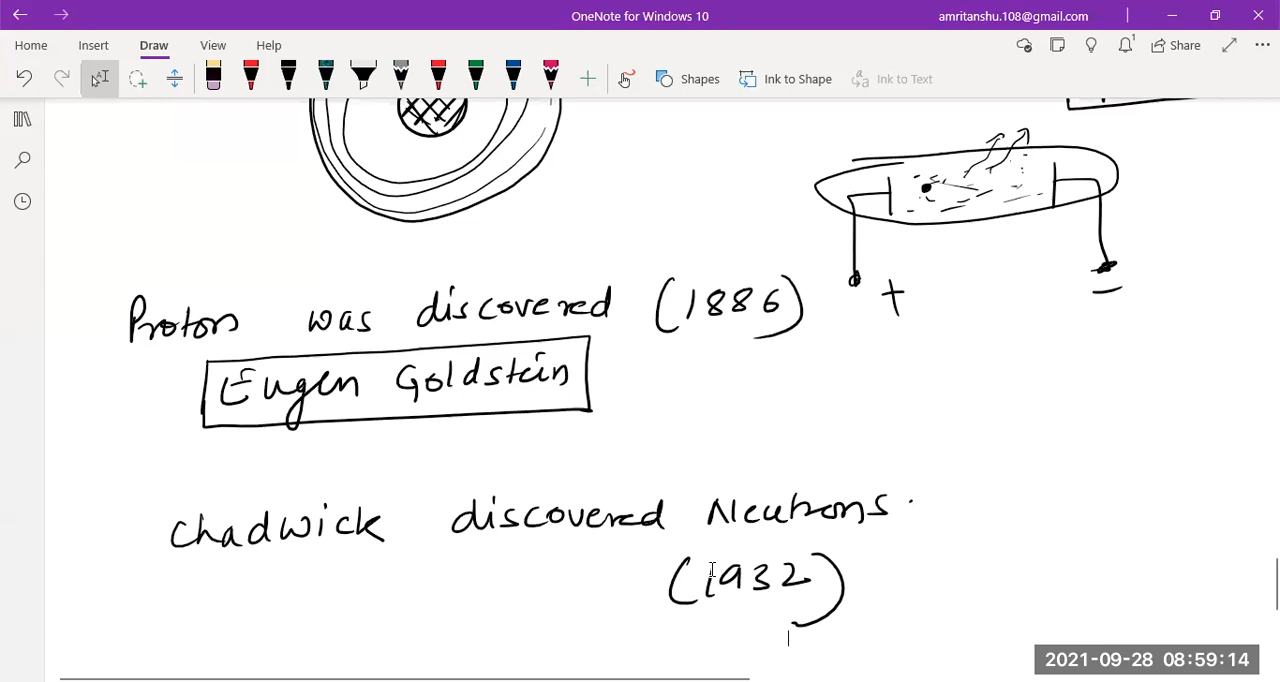 OneNote for Windows 10
amritanshu.108@gmail.com
Home Insert Draw View Help
Share
Shapes Ink to Shape Ink to Text
+ −
Proton was discovered (1886)
Eugen Goldstein
Chadwick discovered Neutrons.
(1932)
2021-09-28 08:59:14